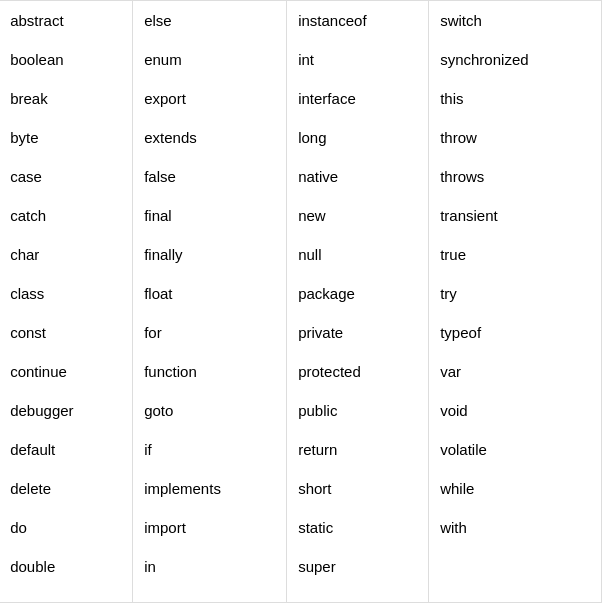 abstract else instanceof switch
boolean enum int synchronized
break export interface this
byte extends long throw
case false native throws
catch final new transient
char finally null true
class float package try
const for private typeof
continue function protected var
debugger goto public void
default if return volatile
delete implements short while
do import static with
double in super